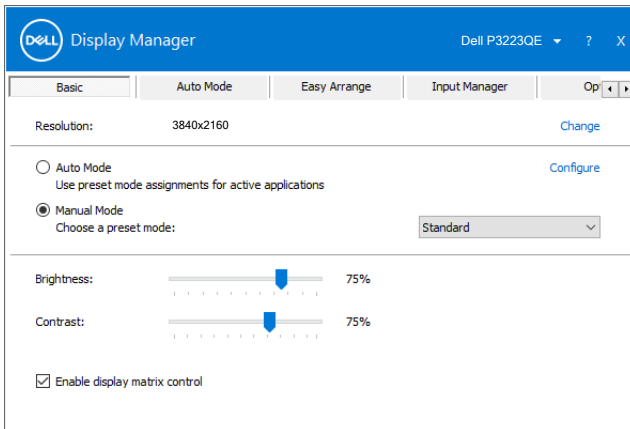 DELL Display Manager Dell P3223QE ? X
Basic Auto Mode Easy Arrange Input Manager Op
Resolution: 3840x2160 Change
Auto Mode Configure
Use preset mode assignments for active applications
Manual Mode
Choose a preset mode: Standard
Brightness: 75%
Contrast: 75%
Enable display matrix control